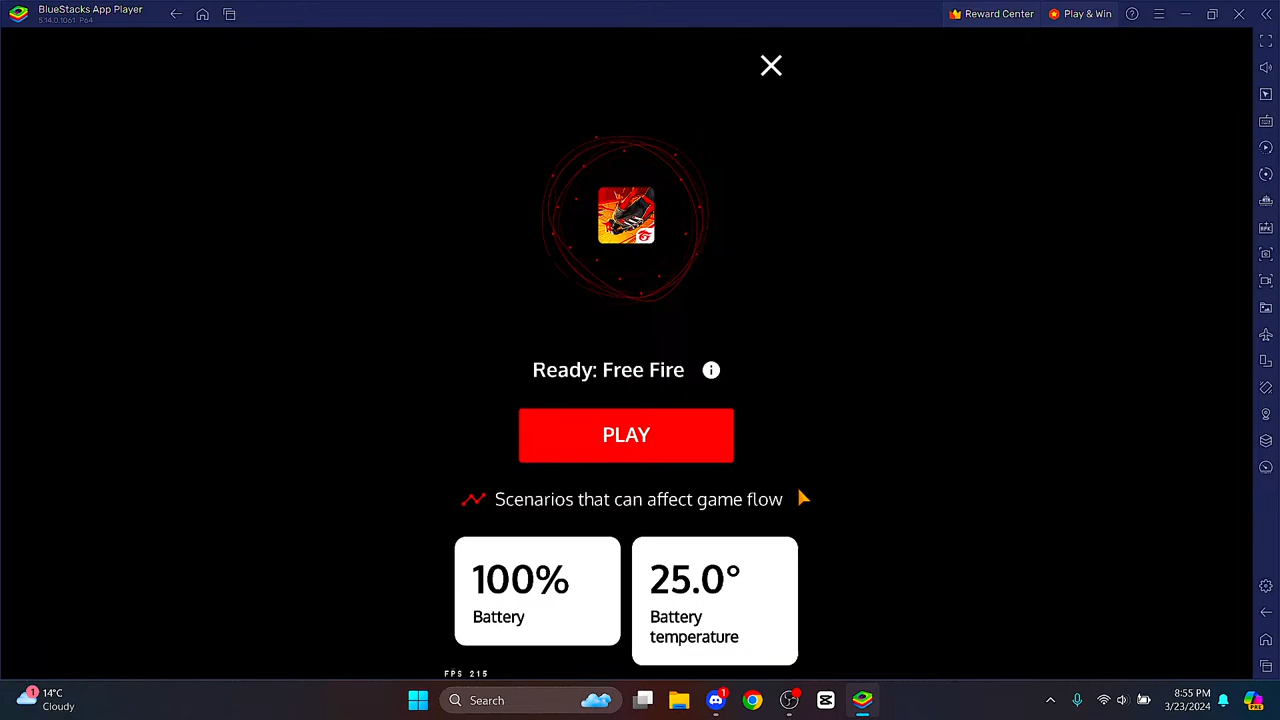 BlueStacks App Player
5.14.0.1061 P64
Reward Center
Play & Win
Ready: Free Fire
PLAY
Scenarios that can affect game flow
100%
Battery
25.0°
Battery
temperature
FPS 215
1
14°C
Cloudy
Search
1
8:55 PM
3/23/2024